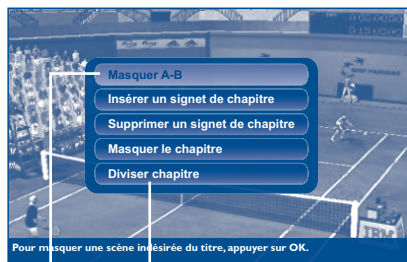 Masquer A-B
Insérer un signet de chapitre
Supprimer un signet de chapitre
Masquer le chapitre
Diviser chapitre
IBM
Pour masquer une scène indésirée du titre, appuyer sur OK.